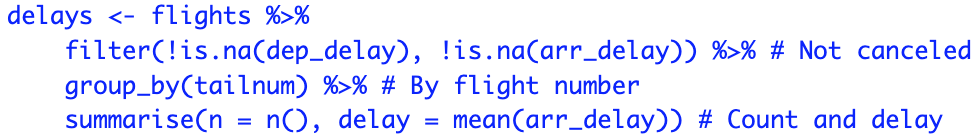 delays <- flights %>%
    filter(!is.na(dep_delay), !is.na(arr_delay)) %>% # Not canceled
    group_by(tailnum) %>% # By flight number
    summarise(n = n(), delay = mean(arr_delay)) # Count and delay